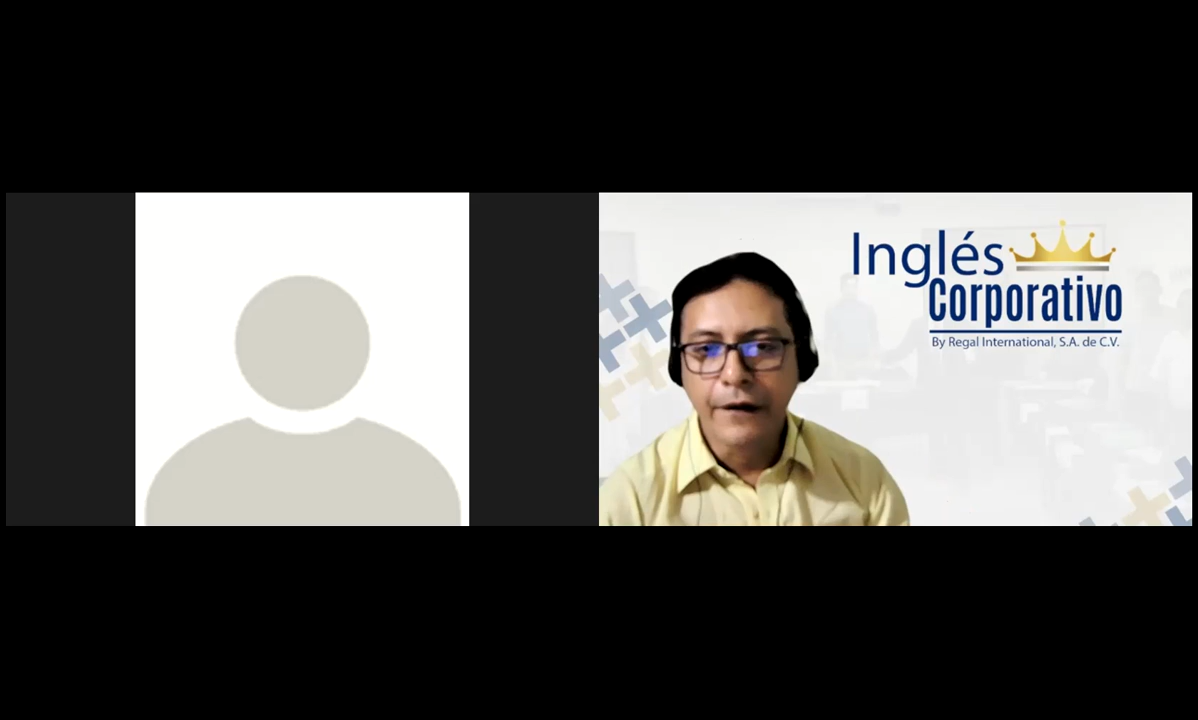 Inglés
Corporativo
By Regal International, S.A. de C.V.